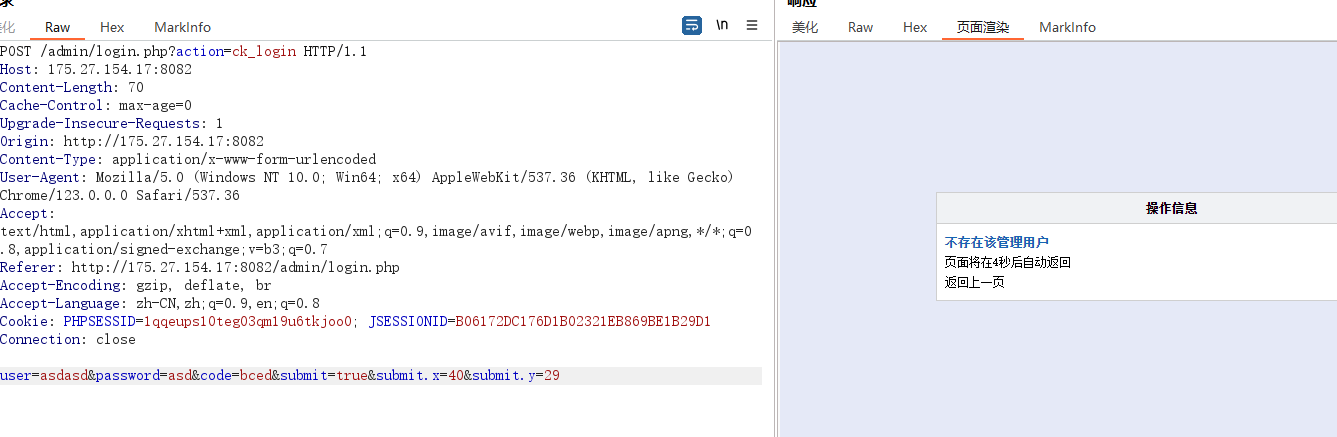 美化 Raw Hex MarkInfo \n
POST /admin/login.php?action=ck_login HTTP/1.1
Host: 175.27.154.17:8082
Content-Length: 70
Cache-Control: max-age=0
Upgrade-Insecure-Requests: 1
Origin: http://175.27.154.17:8082
Content-Type: application/x-www-form-urlencoded
User-Agent: Mozilla/5.0 (Windows NT 10.0; Win64; x64) AppleWebKit/537.36 (KHTML, like Gecko)
Chrome/123.0.0.0 Safari/537.36
Accept:
text/html,application/xhtml+xml,application/xml;q=0.9,image/avif,image/webp,image/apng,*/*;q=0
.8,application/signed-exchange;v=b3;q=0.7
Referer: http://175.27.154.17:8082/admin/login.php
Accept-Encoding: gzip, deflate, br
Accept-Language: zh-CN,zh;q=0.9,en;q=0.8
Cookie: PHPSESSID=1qqeups10teg03qm19u6tkjoo0; JSESSIONID=B06172DC176D1B02321EB869BE1B29D1
Connection: close
user=asdasd&password=asd&code=bced&submit=true&submit.x=40&submit.y=29
响应
美化 Raw Hex 页面渲染 MarkInfo
操作信息
不存在该管理用户
页面将在4秒后自动返回
返回上一页